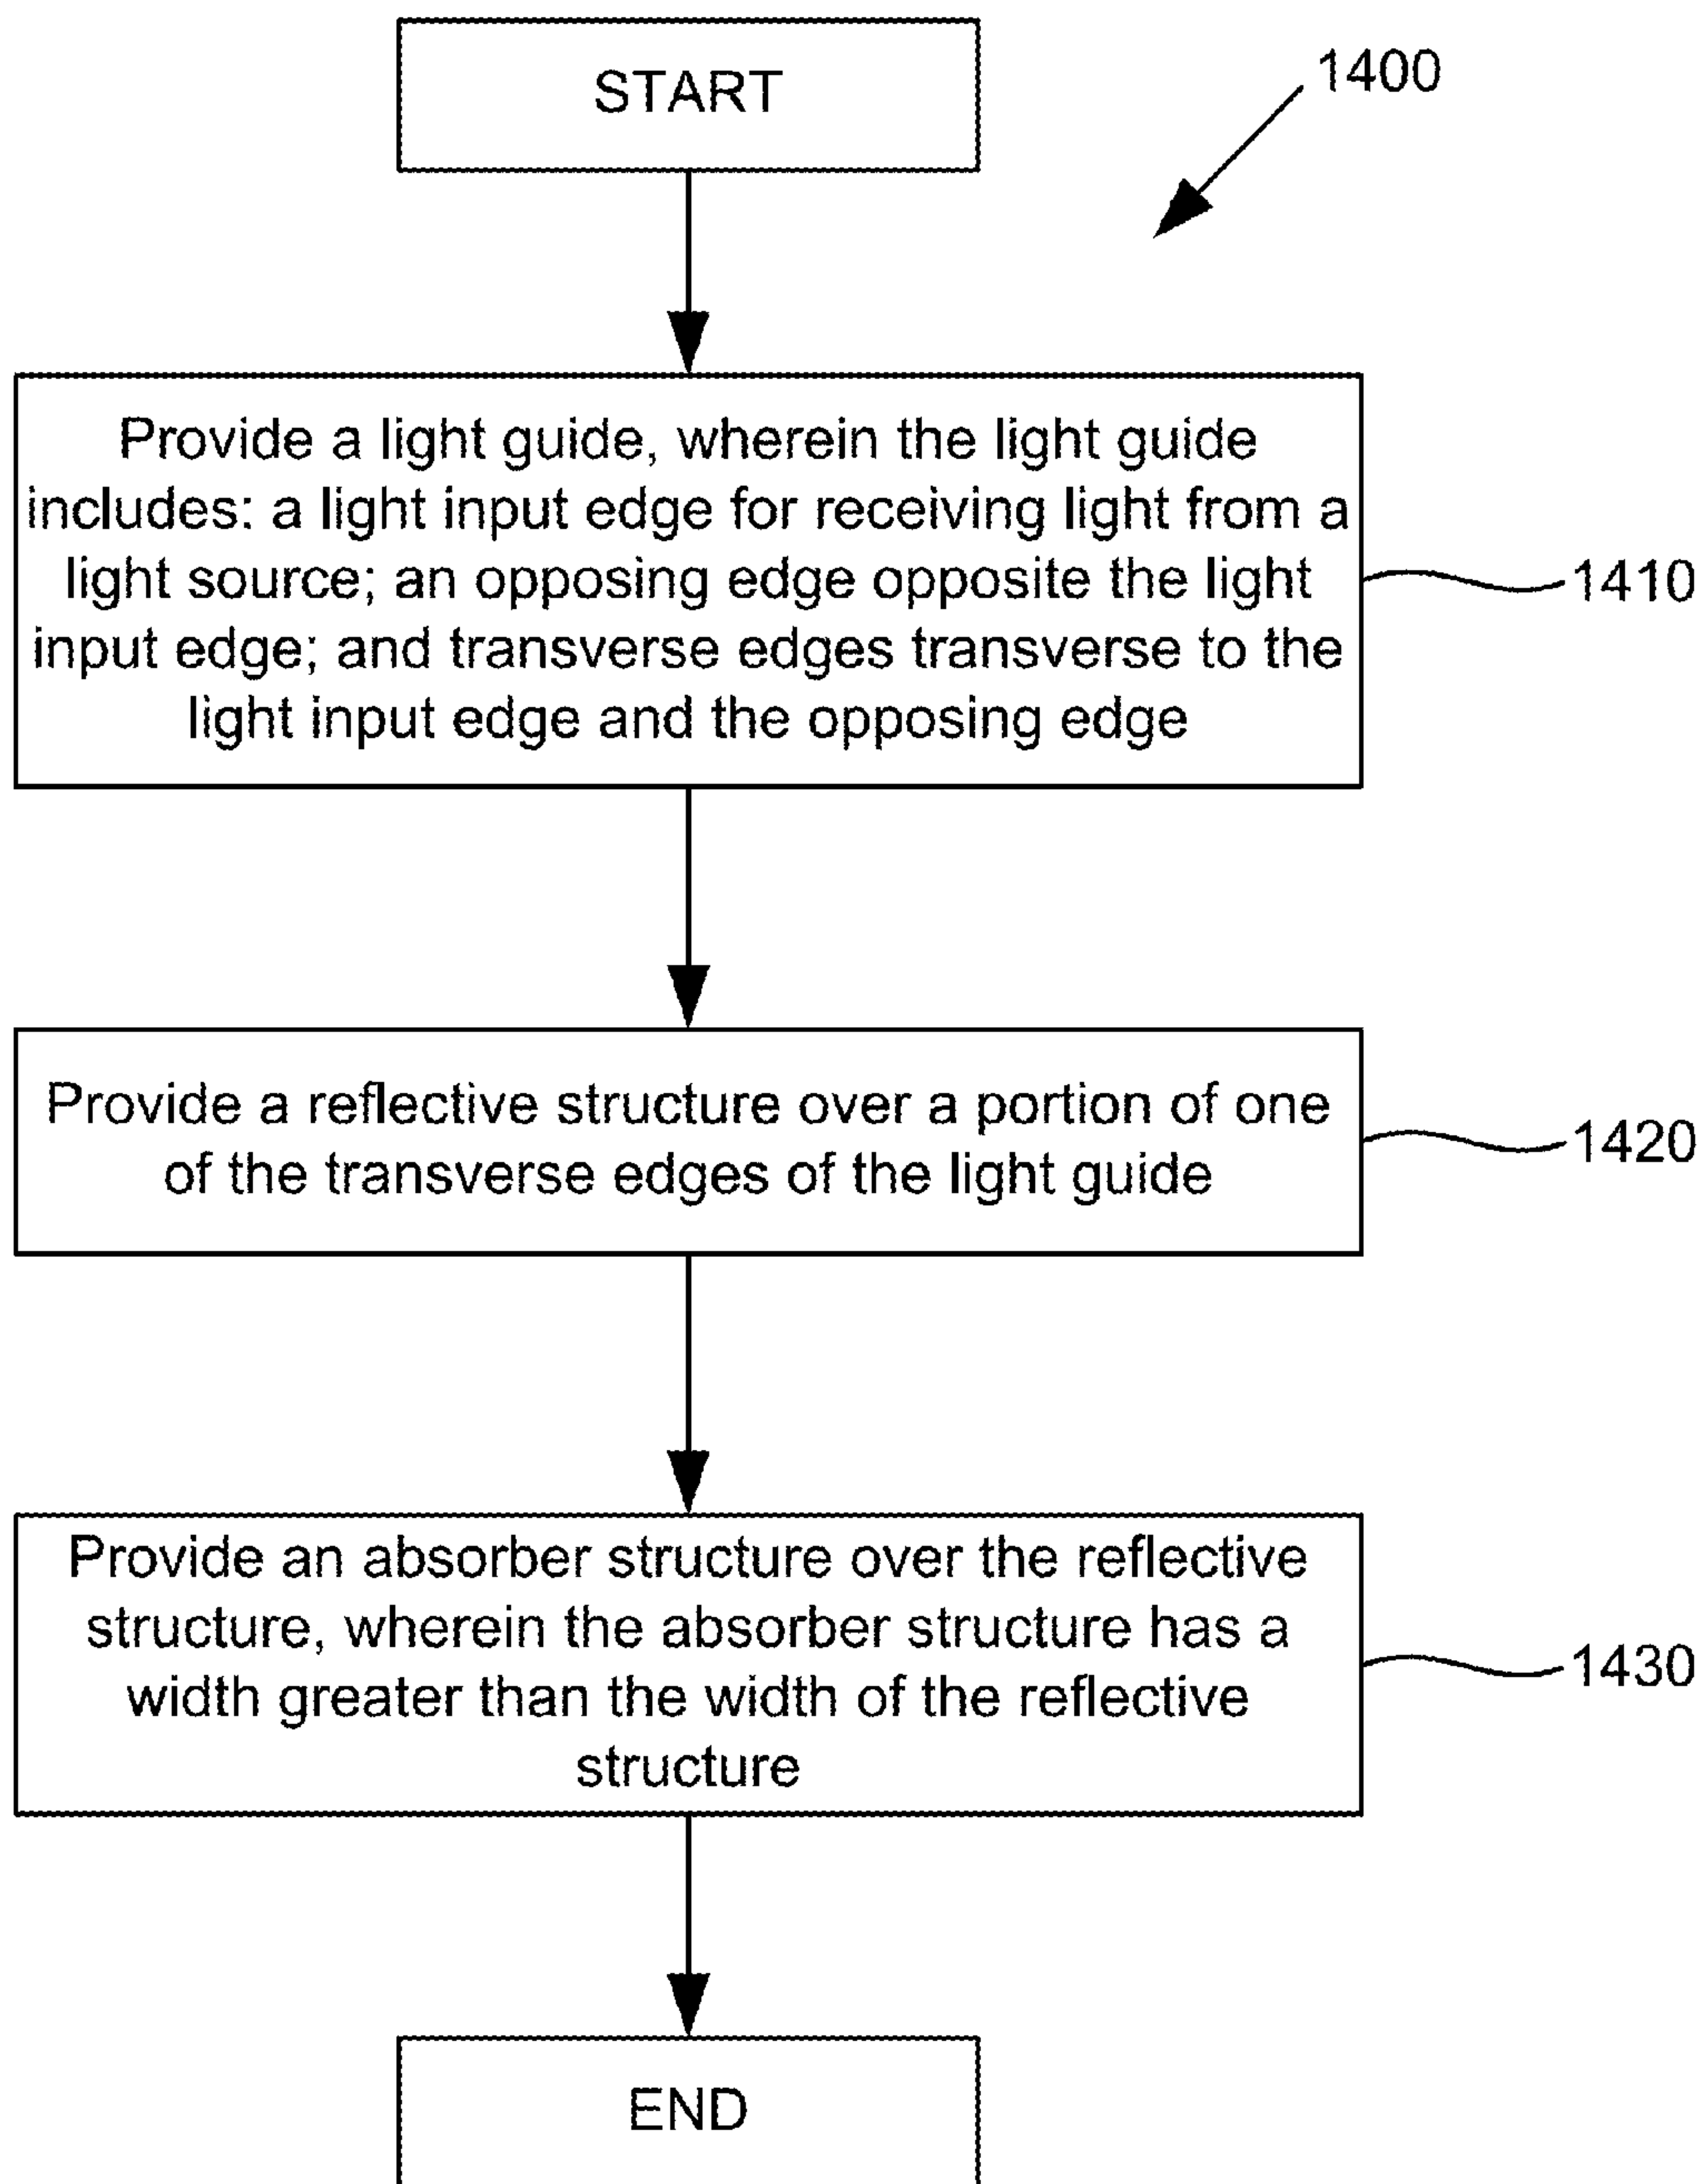 START
1400
Provide a light guide, wherein the light guide
includes: a light input edge for receiving light from a
light source; an opposing edge opposite the light
input edge; and transverse edges transverse to the
light input edge and the opposing edge
1410
Provide a reflective structure over a portion of one
of the transverse edges of the light guide
1420
Provide an absorber structure over the reflective
structure, wherein the absorber structure has a
width greater than the width of the reflective
structure
1430
END